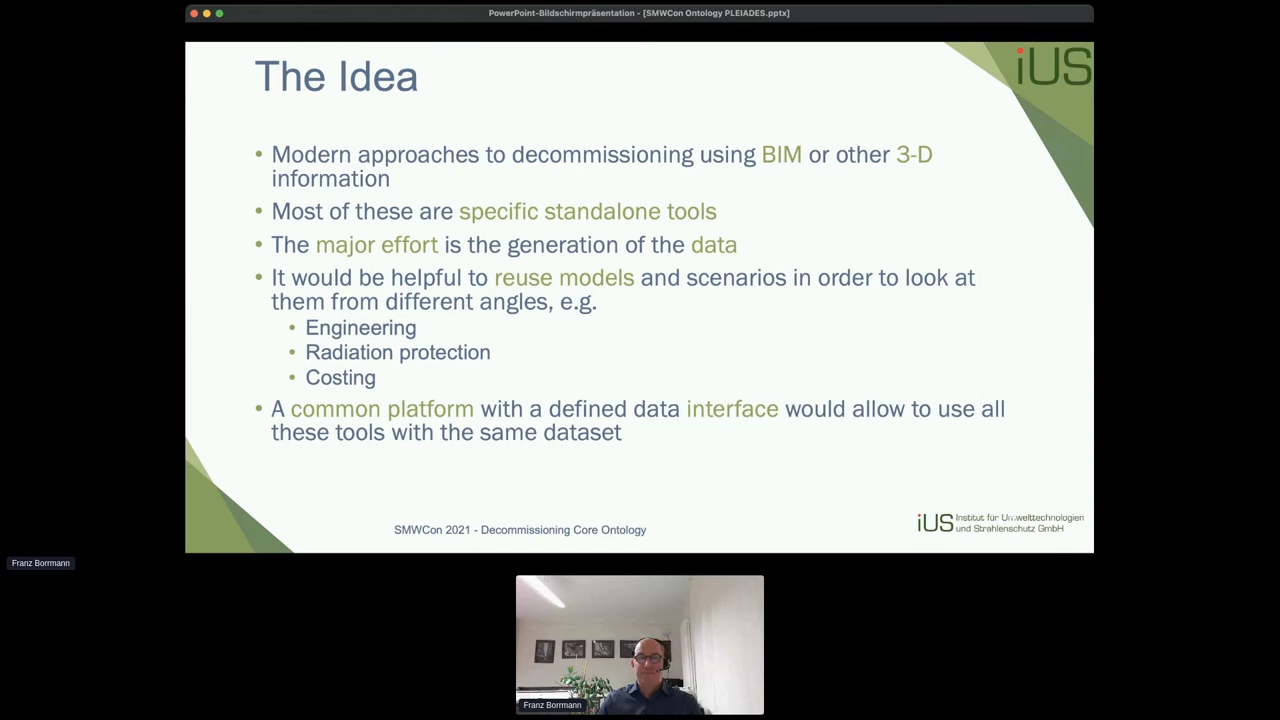 PowerPoint-Bildschirmpräsentation - [SMWCon Ontology PLEIADES.pptx]
iUS
The Idea
• Modern approaches to decommissioning using BIM or other 3-D
information
• Most of these are specific standalone tools
• The major effort is the generation of the data
• It would be helpful to reuse models and scenarios in order to look at
them from different angles, e.g.
• Engineering
• Radiation protection
• Costing
• A common platform with a defined data interface would allow to use all
these tools with the same dataset
SMWCon 2021 - Decommissioning Core Ontology
iUS Institut für Umwelttechnologien
und Strahlenschutz GmbH
Franz Borrmann
Franz Borrmann